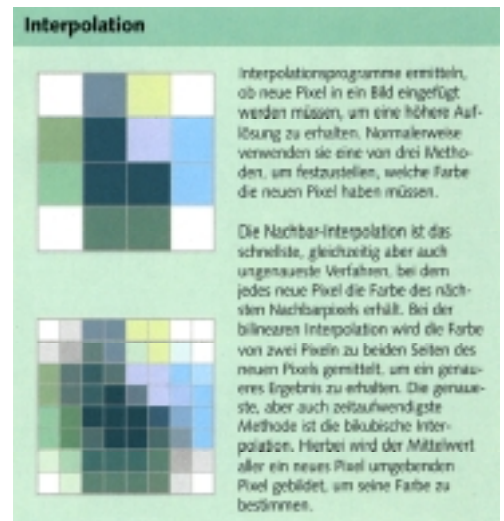 Interpolation
Interpolationsprogramme ermitteln,
ob neue Pixel in ein Bild eingefügt
werden müssen, um eine höhere Auf-
lösung zu erhalten. Normalerweise
verwenden sie eine von drei Metho-
den, um festzustellen, welche Farbe
die neuen Pixel haben müssen.
Die Nachbar-Interpolation ist das
schnellste, gleichzeitig aber auch
ungenaueste Verfahren, bei dem
jedes neue Pixel die Farbe des näch-
sten Nachbarpixels erhält. Bei der
bilinearen Interpolation wird die Farbe
von zwei Pixeln zu beiden Seiten des
neuen Pixels gemittelt, um ein genau-
eres Ergebnis zu erhalten. Die genaue-
ste, aber auch zeitaufwendigste
Methode ist die bikubische Inter-
polation. Hierbei wird der Mittelwert
aller ein neues Pixel umgebenden
Pixel gebildet, um seine Farbe zu
bestimmen.